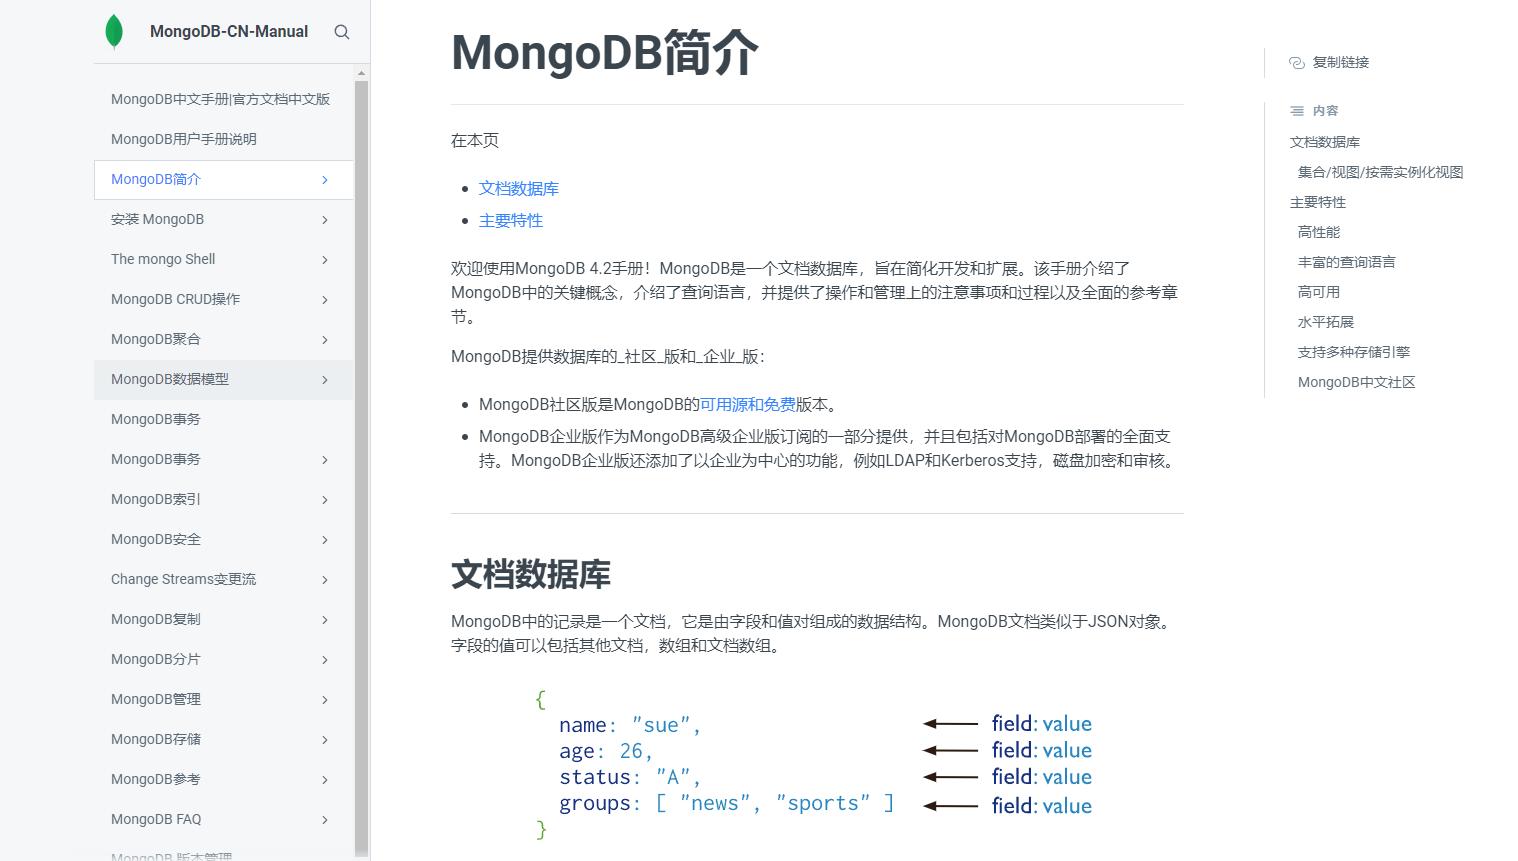 MongoDB-CN-Manual
MongoDB中文手册|官方文档中文版
MongoDB用户手册说明
MongoDB简介
安装 MongoDB
The mongo Shell
MongoDB CRUD操作
MongoDB聚合
MongoDB数据模型
MongoDB事务
MongoDB事务
MongoDB索引
MongoDB安全
Change Streams变更流
MongoDB复制
MongoDB分片
MongoDB管理
MongoDB存储
MongoDB参考
MongoDB FAQ
MongoDB 版本管理
MongoDB简介
在本页
文档数据库
主要特性
欢迎使用MongoDB 4.2手册！MongoDB是一个文档数据库，旨在简化开发和扩展。该手册介绍了
MongoDB中的关键概念，介绍了查询语言，并提供了操作和管理上的注意事项和过程以及全面的参考章
节。
MongoDB提供数据库的_社区_版和_企业_版：
MongoDB社区版是MongoDB的可用源和免费版本。
MongoDB企业版作为MongoDB高级企业版订阅的一部分提供，并且包括对MongoDB部署的全面支
持。MongoDB企业版还添加了以企业为中心的功能，例如LDAP和Kerberos支持，磁盘加密和审核。
文档数据库
MongoDB中的记录是一个文档，它是由字段和值对组成的数据结构。MongoDB文档类似于JSON对象。
字段的值可以包括其他文档，数组和文档数组。
{
name: "sue", field: value
age: 26, field: value
status: "A", field: value
groups: [ "news", "sports" ] field: value
}
复制链接
内容
文档数据库
集合/视图/按需实例化视图
主要特性
高性能
丰富的查询语言
高可用
水平拓展
支持多种存储引擎
MongoDB中文社区